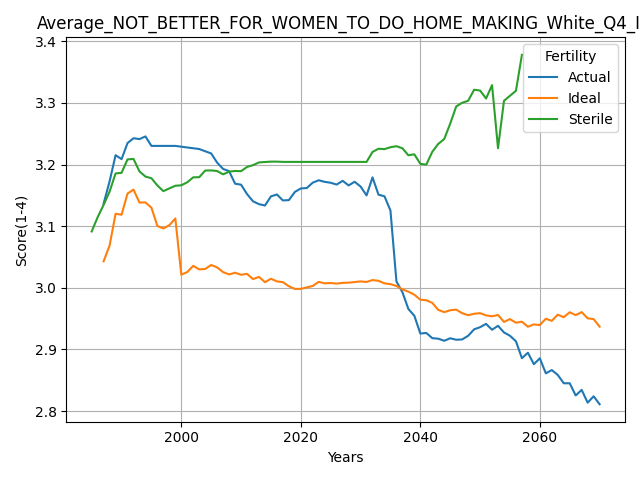 Average_NOT_BETTER_FOR_WOMEN_TO_DO_HOME_MAKING_White_Q4_I
3.4
3.3
3.2
3.1
3.0
2.9
2.8
Score(1-4)
Fertility
Actual
Ideal
Sterile
2000
2020
2040
2060
Years